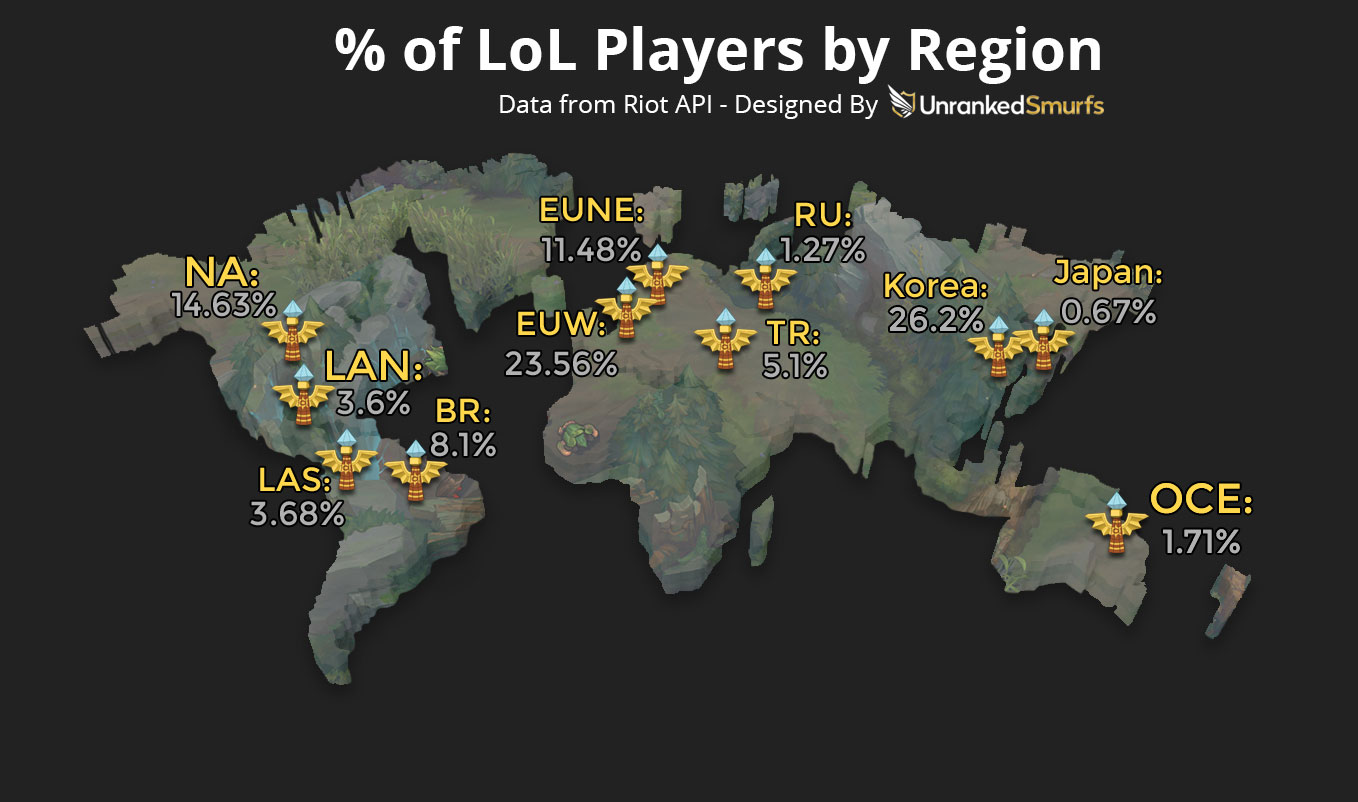 % of LoL Players by Region
Data from Riot API - Designed By UnrankedSmurfs
EUNE:
11.48%
RU:
1.27%
NA:
14.63%
Korea:
26.2%
Japan:
0.67%
EUW:
23.56%
TR:
5.1%
LAN:
3.6%
BR:
8.1%
LAS:
3.68%
OCE:
1.71%